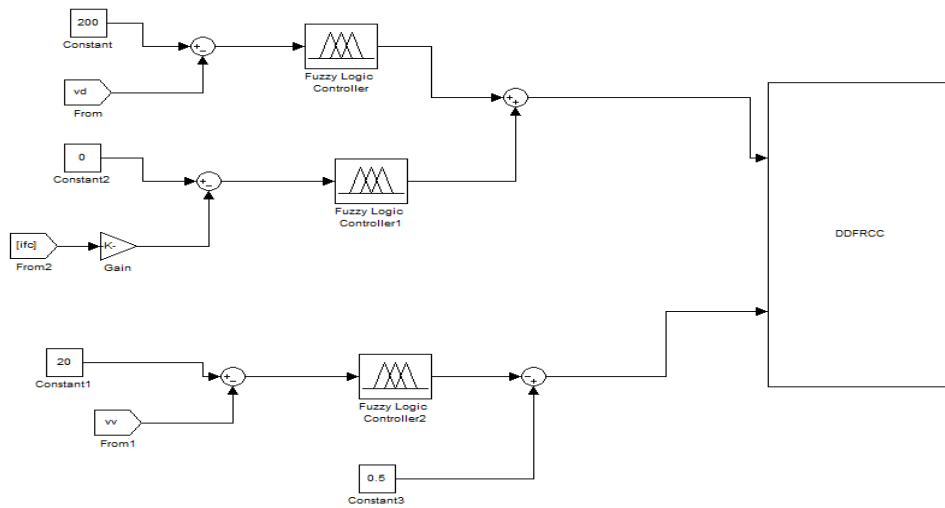 200
Constant
vd
From
Fuzzy Logic
Controller
0
Constant2
Fuzzy Logic
Controller1
[ifc]
From2
K-
Gain
DDFRCC
20
Constant1
vv
From1
Fuzzy Logic
Controller2
0.5
Constant3